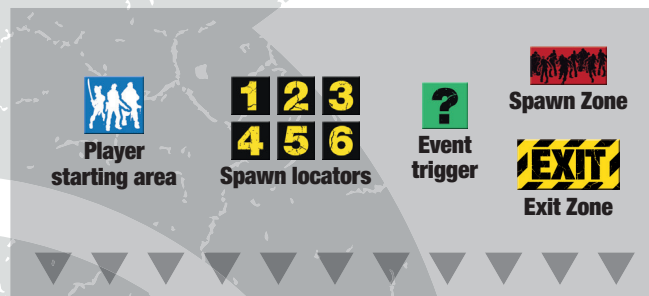 Player
starting area
1 2 3
4 5 6
Spawn locators
?
Event
trigger
Spawn Zone
EXIT
Exit Zone